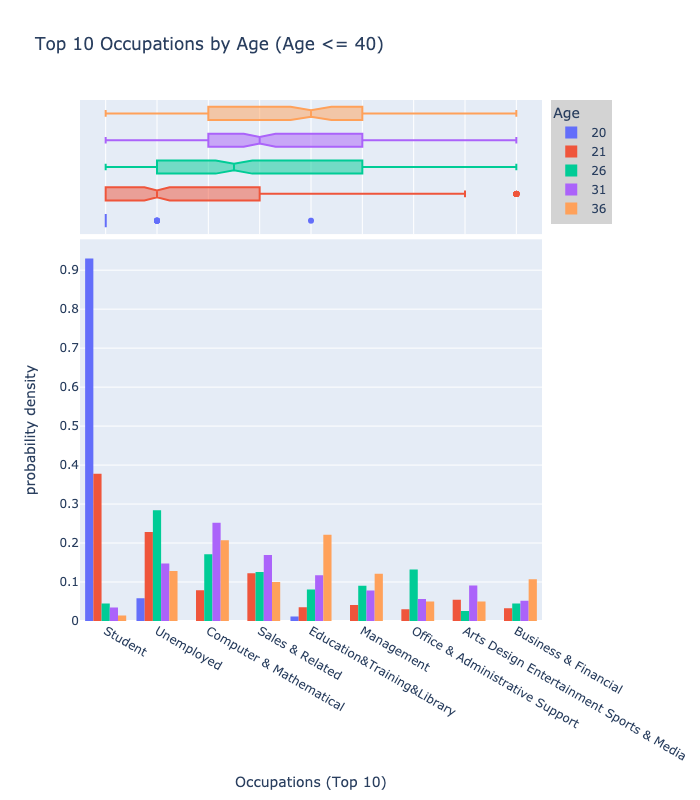 Top 10 Occupations by Age (Age <= 40)
Age
20
21
26
31
36
0.9
0.8
0.7
0.6
0.5
0.4
0.3
0.2
0.1
0
probability density
Student
Unemployed
Computer & Mathematical
Sales & Related
Education&Training&Library
Management
Office & Administrative Support
Arts Design Entertainment Sports & Media
Business & Financial
Occupations (Top 10)